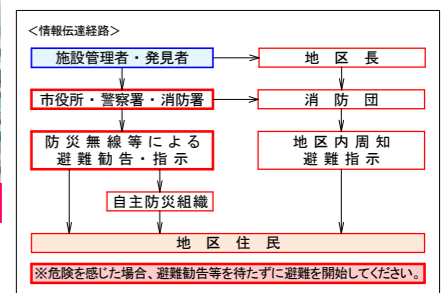 ＜情報伝達経路＞
施設管理者・発見者
地区長
市役所・警察署・消防署
消防団
防災無線等による
避難勧告・指示
地区内周知
避難指示
自主防災組織
地区住民
※危険を感じた場合、避難勧告等を待たずに避難を開始してください。